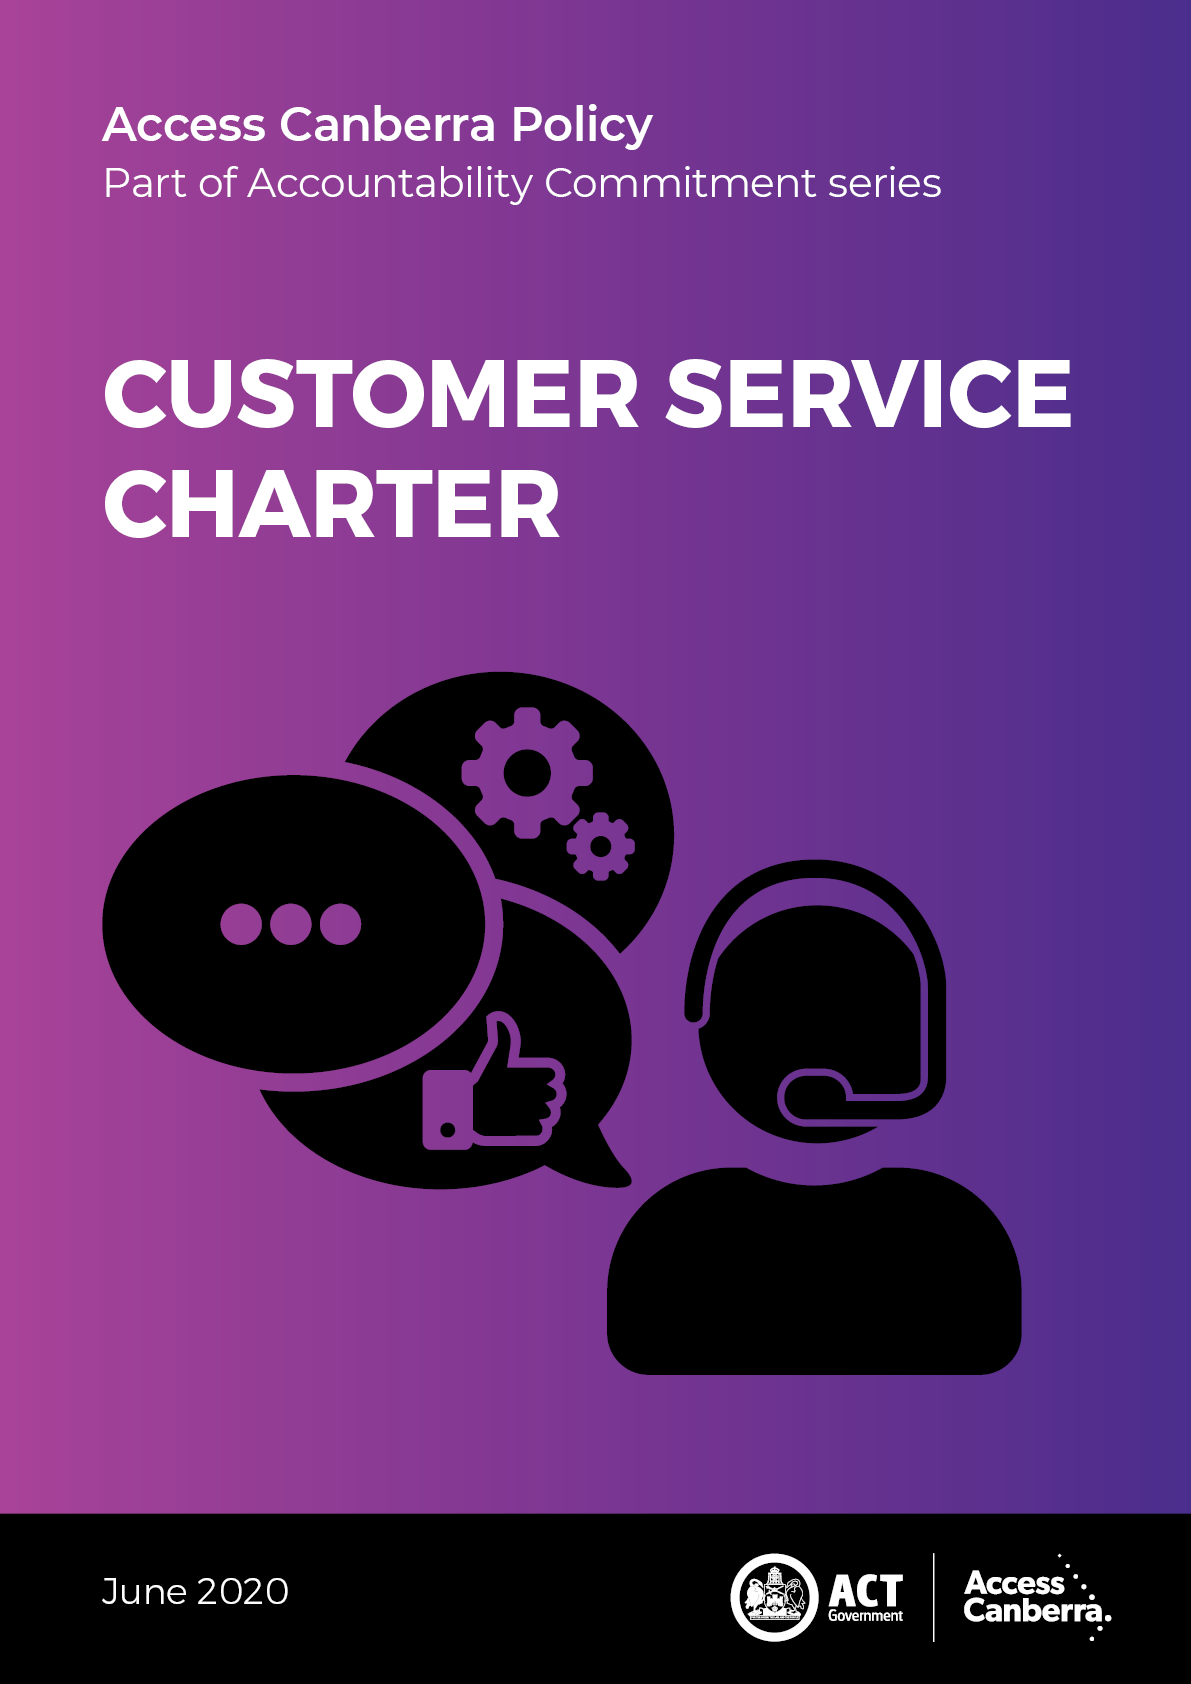 Access Canberra Policy
Part of Accountability Commitment series
CUSTOMER SERVICE
CHARTER
June 2020
ACT
Government
Access
Canberra.